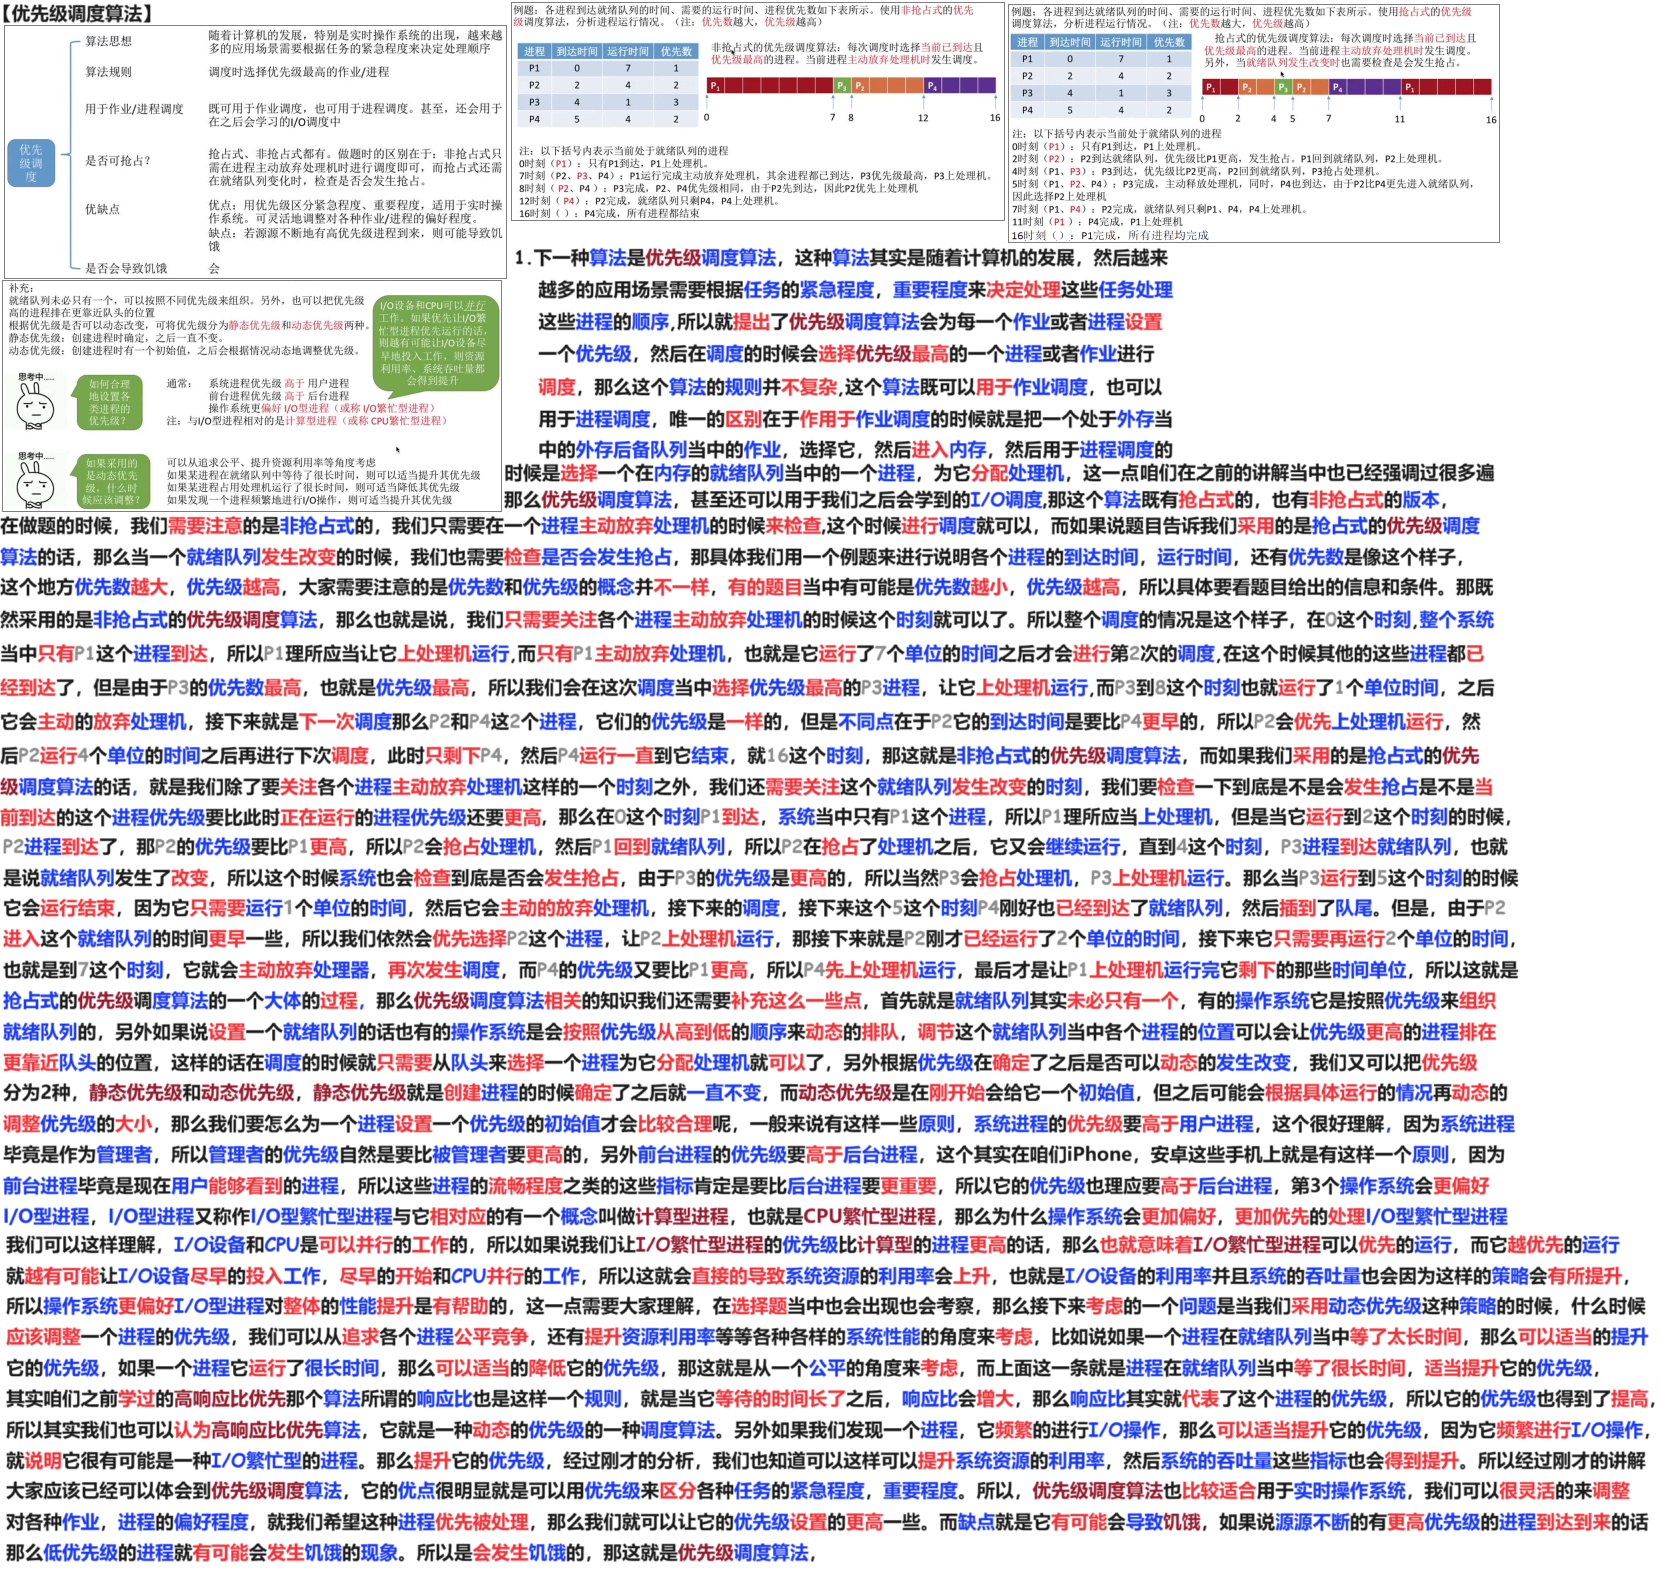 【优先级调度算法】
优先级调度
算法思想
随着计算机的发展，特别是实时操作系统的出现，越来越
多的应用场景需要根据任务的紧急程度来决定处理顺序
算法规则
调度时选择优先级最高的作业/进程
用于作业/进程调度
既可用于作业调度，也可用于进程调度。甚至，还会用于
在之后会学习的I/O调度中
是否可抢占？
抢占式、非抢占式都有。做题时的区别在于：非抢占式只
需在进程主动放弃处理机时进行调度即可，而抢占式还需
在就绪队列变化时，检查是否会发生抢占。
优缺点
优点：用优先级区分紧急程度、重要程度，适用于实时操
作系统。可灵活地调整对各种作业/进程的偏好程度。
缺点：若源源不断地有高优先级进程到来，则可能导致饥
饿
是否会导致饥饿
会
例题：各进程到达就绪队列的时间、需要的运行时间、进程优先数如下表所示。使用非抢占式的优先
级调度算法，分析进程运行情况。（注：优先数越大，优先级越高）
进程 到达时间 运行时间 优先数
P1 0 7 1
P2 2 4 2
P3 4 1 3
P4 5 4 2
非抢占式的优先级调度算法：每次调度时选择当前已到达且
优先级最高的进程。当前进程主动放弃处理机时发生调度。
P1 P3 P2 P4
0 7 8 12 16
注：以下括号内表示当前处于就绪队列的进程
0时刻（P1）：只有P1到达，P1上处理机。
7时刻（P2、P3、P4）：P1运行完成主动放弃处理机，其余进程都已到达，P3优先级最高，P3上处理机。
8时刻（P2、P4）：P3完成，P2、P4优先级相同，由于P2先到达，因此P2优先上处理机
12时刻（P4）：P2完成，就绪队列只剩P4，P4上处理机。
16时刻（ ）：P4完成，所有进程都结束
例题：各进程到达就绪队列的时间、需要的运行时间、进程优先数如下表所示。使用抢占式的优先级
调度算法，分析进程运行情况。（注：优先数越大，优先级越高）
进程 到达时间 运行时间 优先数
P1 0 7 1
P2 2 4 2
P3 4 1 3
P4 5 4 2
抢占式的优先级调度算法：每次调度时选择当前已到达且
优先级最高的进程。当前进程主动放弃处理机时发生调度。
另外，当就绪队列发生改变时也需要检查是会发生抢占。
P1 P2 P3 P2 P4 P1
0 2 4 5 7 11 16
注：以下括号内表示当前处于就绪队列的进程
0时刻（P1）：只有P1到达，P1上处理机。
2时刻（P2）：P2到达就绪队列，优先级比P1更高，发生抢占。P1回到就绪队列，P2上处理机。
4时刻（P1、P3）：P3到达，优先级比P2更高，P2回到就绪队列，P3抢占处理机。
5时刻（P1、P2、P4）：P3完成，主动释放处理机，同时，P4也到达，由于P2比P4更先进入就绪队列，
因此选择P2上处理机
7时刻（P1、P4）：P2完成，就绪队列只剩P1、P4，P4上处理机。
11时刻（P1 ）：P4完成，P1上处理机
16时刻（）：P1完成，所有进程均完成
补充：
就绪队列未必只有一个，可以按照不同优先级来组织。另外，也可以把优先级
高的进程排在更靠近队头的位置
根据优先级是否可以动态改变，可将优先级分为静态优先级和动态优先级两种。
静态优先级：创建进程时确定，之后一直不变。
动态优先级：创建进程时有一个初始值，之后会根据情况动态地调整优先级。
I/O设备和CPU可以并行
工作。如果优先让I/O繁
忙型进程优先运行的话，
则越有可能让I/O设备尽
早地投入工作，则资源
利用率、系统吞吐量都
会得到提升
思考中......
如何合理
地设置各
类进程的
优先级？
通常：
系统进程优先级 高于 用户进程
前台进程优先级 高于 后台进程
操作系统更偏好 I/O型进程（或称 I/O繁忙型进程）
注：与I/O型进程相对的是计算型进程（或称 CPU繁忙型进程）
思考中......
如果采用的
是动态优先
级，什么时
候应该调整？
可以从追求公平、提升资源利用率等角度考虑
如果某进程在就绪队列中等待了很长时间，则可以适当提升其优先级
如果某进程占用处理机运行了很长时间，则可适当降低其优先级
如果发现一个进程频繁地进行I/O操作，则可适当提升其优先级
1.下一种算法是优先级调度算法，这种算法其实是随着计算机的发展，然后越来
越多的应用场景需要根据任务的紧急程度，重要程度来决定处理这些任务处理
这些进程的顺序,所以就提出了优先级调度算法会为每一个作业或者进程设置
一个优先级，然后在调度的时候会选择优先级最高的一个进程或者作业进行
调度，那么这个算法的规则并不复杂,这个算法既可以用于作业调度，也可以
用于进程调度，唯一的区别在于作用于作业调度的时候就是把一个处于外存当
中的外存后备队列当中的作业，选择它，然后进入内存，然后用于进程调度的
时候是选择一个在内存的就绪队列当中的一个进程，为它分配处理机，这一点咱们在之前的讲解当中也已经强调过很多遍
那么优先级调度算法，甚至还可以用于我们之后会学到的I/O调度,那这个算法既有抢占式的，也有非抢占式的版本，
在做题的时候，我们需要注意的是非抢占式的，我们只需要在一个进程主动放弃处理机的时候来检查,这个时候进行调度就可以，而如果说题目告诉我们采用的是抢占式的优先级调度
算法的话，那么当一个就绪队列发生改变的时候，我们也需要检查是否会发生抢占，那具体我们用一个例题来进行说明各个进程的到达时间，运行时间，还有优先数是像这个样子，
这个地方优先数越大，优先级越高，大家需要注意的是优先数和优先级的概念并不一样，有的题目当中有可能是优先数越小，优先级越高，所以具体要看题目给出的信息和条件。那既
然采用的是非抢占式的优先级调度算法，那么也就是说，我们只需要关注各个进程主动放弃处理机的时候这个时刻就可以了。所以整个调度的情况是这个样子，在0这个时刻,整个系统
当中只有P1这个进程到达，所以P1理所应当让它上处理机运行,而只有P1主动放弃处理机，也就是它运行了7个单位的时间之后才会进行第2次的调度,在这个时候其他的这些进程都已
经到达了，但是由于P3的优先数最高，也就是优先级最高，所以我们会在这次调度当中选择优先级最高的P3进程，让它上处理机运行,而P3到8这个时刻也就运行了1个单位时间，之后
它会主动的放弃处理机，接下来就是下一次调度那么P2和P4这2个进程，它们的优先级是一样的，但是不同点在于P2它的到达时间是要比P4更早的，所以P2会优先上处理机运行，然
后P2运行4个单位的时间之后再进行下次调度，此时只剩下P4，然后P4运行一直到它结束，就16这个时刻，那这就是非抢占式的优先级调度算法，而如果我们采用的是抢占式的优先
级调度算法的话，就是我们除了要关注各个进程主动放弃处理机这样的一个时刻之外，我们还需要关注这个就绪队列发生改变的时刻，我们要检查一下到底是不是会发生抢占是不是当
前到达的这个进程优先级要比此时正在运行的进程优先级还要更高，那么在0这个时刻P1到达，系统当中只有P1这个进程，所以P1理所应当上处理机，但是当它运行到2这个时刻的时候，
P2进程到达了，那P2的优先级要比P1更高，所以P2会抢占处理机，然后P1回到就绪队列，所以P2在抢占了处理机之后，它又会继续运行，直到4这个时刻，P3进程到达就绪队列，也就
是说就绪队列发生了改变，所以这个时候系统也会检查到底是否会发生抢占，由于P3的优先级是更高的，所以当然P3会抢占处理机，P3上处理机运行。那么当P3运行到5这个时刻的时候
它会运行结束，因为它只需要运行1个单位的时间，然后它会主动的放弃处理机，接下来的调度，接下来这个5这个时刻P4刚好也已经到达了就绪队列，然后插到了队尾。但是，由于P2
进入这个就绪队列的时间更早一些，所以我们依然会优先选择P2这个进程，让P2上处理机运行，那接下来就是P2刚才已经运行了2个单位的时间，接下来它只需要再运行2个单位的时间，
也就是到7这个时刻，它就会主动放弃处理器，再次发生调度，而P4的优先级又要比P1更高，所以P4先上处理机运行，最后才是让P1上处理机运行完它剩下的那些时间单位，所以这就是
抢占式的优先级调度算法的一个大体的过程，那么优先级调度算法相关的知识我们还需要补充这么一些点，首先就是就绪队列其实未必只有一个，有的操作系统它是按照优先级来组织
就绪队列的，另外如果说设置一个就绪队列的话也有的操作系统是会按照优先级从高到低的顺序来动态的排队，调节这个就绪队列当中各个进程的位置可以会让优先级更高的进程排在
更靠近队头的位置，这样的话在调度的时候就只需要从队头来选择一个进程为它分配处理机就可以了，另外根据优先级在确定了之后是否可以动态的发生改变，我们又可以把优先级
分为2种，静态优先级和动态优先级，静态优先级就是创建进程的时候确定了之后就一直不变，而动态优先级是在刚开始会给它一个初始值，但之后可能会根据具体运行的情况再动态的
调整优先级的大小，那么我们要怎么为一个进程设置一个优先级的初始值才会比较合理呢，一般来说有这样一些原则，系统进程的优先级要高于用户进程，这个很好理解，因为系统进程
毕竟是作为管理者，所以管理者的优先级自然是要比被管理者要更高的，另外前台进程的优先级要高于后台进程，这个其实在咱们iPhone，安卓这些手机上就是有这样一个原则，因为
前台进程毕竟是现在用户能够看到的进程，所以这些进程的流畅程度之类的这些指标肯定是要比后台进程要更重要，所以它的优先级也理应要高于后台进程，第3个操作系统会更偏好
I/O型进程，I/O型进程又称作I/O型繁忙型进程与它相对应的有一个概念叫做计算型进程，也就是CPU繁忙型进程，那么为什么操作系统会更加偏好，更加优先的处理I/O型繁忙型进程
我们可以这样理解，I/O设备和CPU是可以并行的工作的，所以如果说我们让I/O繁忙型进程的优先级比计算型的进程更高的话，那么也就意味着I/O繁忙型进程可以优先的运行，而它越优先的运行
就越有可能让I/O设备尽早的投入工作，尽早的开始和CPU并行的工作，所以这就会直接的导致系统资源的利用率会上升，也就是I/O设备的利用率并且系统的吞吐量也会因为这样的策略会有所提升，
所以操作系统更偏好I/O型进程对整体的性能提升是有帮助的，这一点需要大家理解，在选择题当中也会出现也会考察，那么接下来考虑的一个问题是当我们采用动态优先级这种策略的时候，什么时候
应该调整一个进程的优先级，我们可以从追求各个进程公平竞争，还有提升资源利用率等等各种各样的系统性能的角度来考虑，比如说如果一个进程在就绪队列当中等了太长时间，那么可以适当的提升
它的优先级，如果一个进程它运行了很长时间，那么可以适当的降低它的优先级，那这就是从一个公平的角度来考虑，而上面这一条就是进程在就绪队列当中等了很长时间，适当提升它的优先级，
其实咱们之前学过的高响应比优先那个算法所谓的响应比也是这样一个规则，就是当它等待的时间长了之后，响应比会增大，那么响应比其实就代表了这个进程的优先级，所以它的优先级也得到了提高，
所以其实我们也可以认为高响应比优先算法，它就是一种动态的优先级的一种调度算法。另外如果我们发现一个进程，它频繁的进行I/O操作，那么可以适当提升它的优先级，因为它频繁进行I/O操作，
就说明它很有可能是一种I/O繁忙型的进程。那么提升它的优先级，经过刚才的分析，我们也知道可以这样可以提升系统资源的利用率，然后系统的吞吐量这些指标也会得到提升。所以经过刚才的讲解
大家应该已经可以体会到优先级调度算法，它的优点很明显就是可以用优先级来区分各种任务的紧急程度，重要程度。所以，优先级调度算法也比较适合用于实时操作系统，我们可以很灵活的来调整
对各种作业，进程的偏好程度，就我们希望这种进程优先被处理，那么我们就可以让它的优先级设置的更高一些。而缺点就是它有可能会导致饥饿，如果说源源不断的有更高优先级的进程到达到来的话
那么低优先级的进程就有可能会发生饥饿的现象。所以是会发生饥饿的，那这就是优先级调度算法，